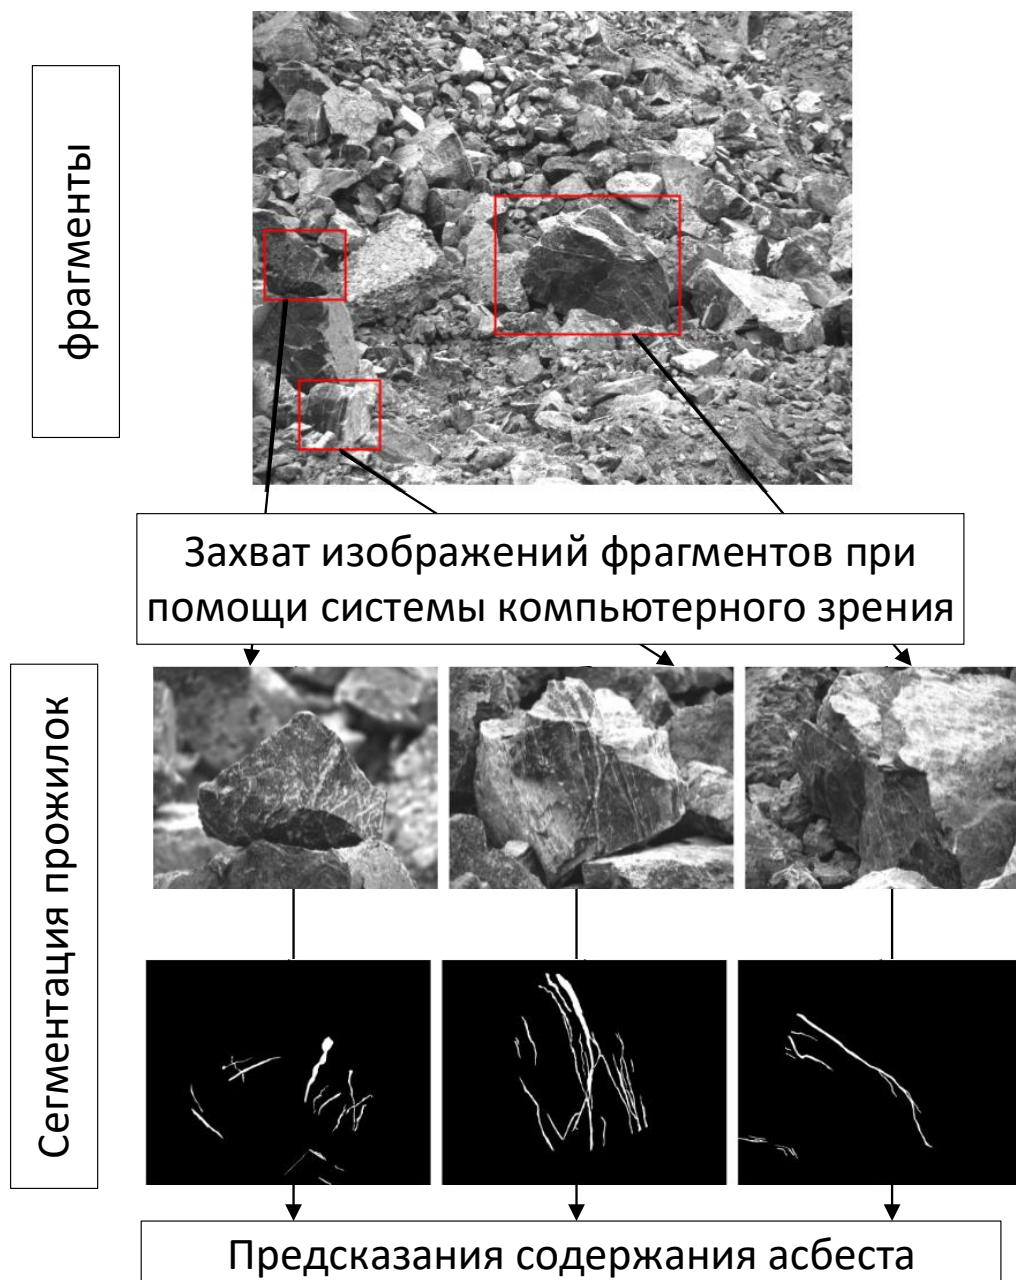 фрагменты
Захват изображений фрагментов при
помощи системы компьютерного зрения
Сегментация прожилок
Предсказания содержания асбеста